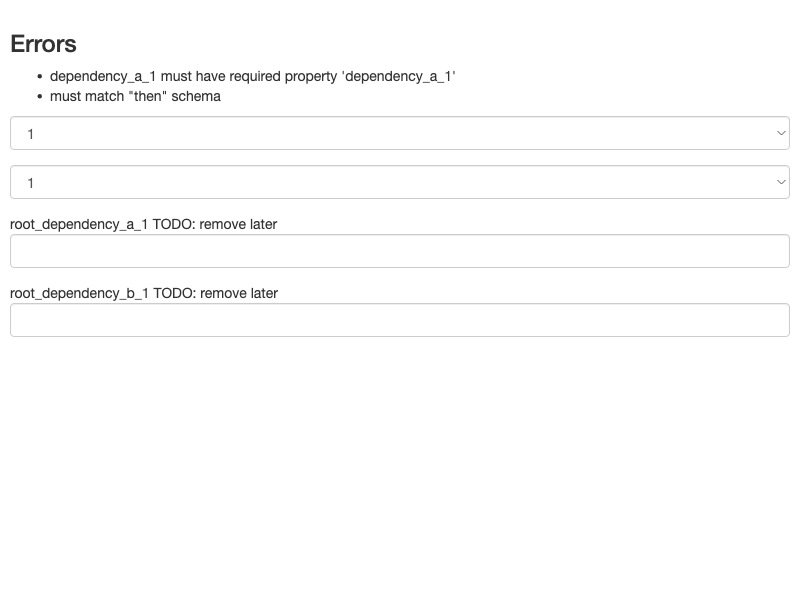 Errors
• dependency_a_1 must have required property 'dependency_a_1'
• must match "then" schema
1
1
root_dependency_a_1 TODO: remove later
root_dependency_b_1 TODO: remove later